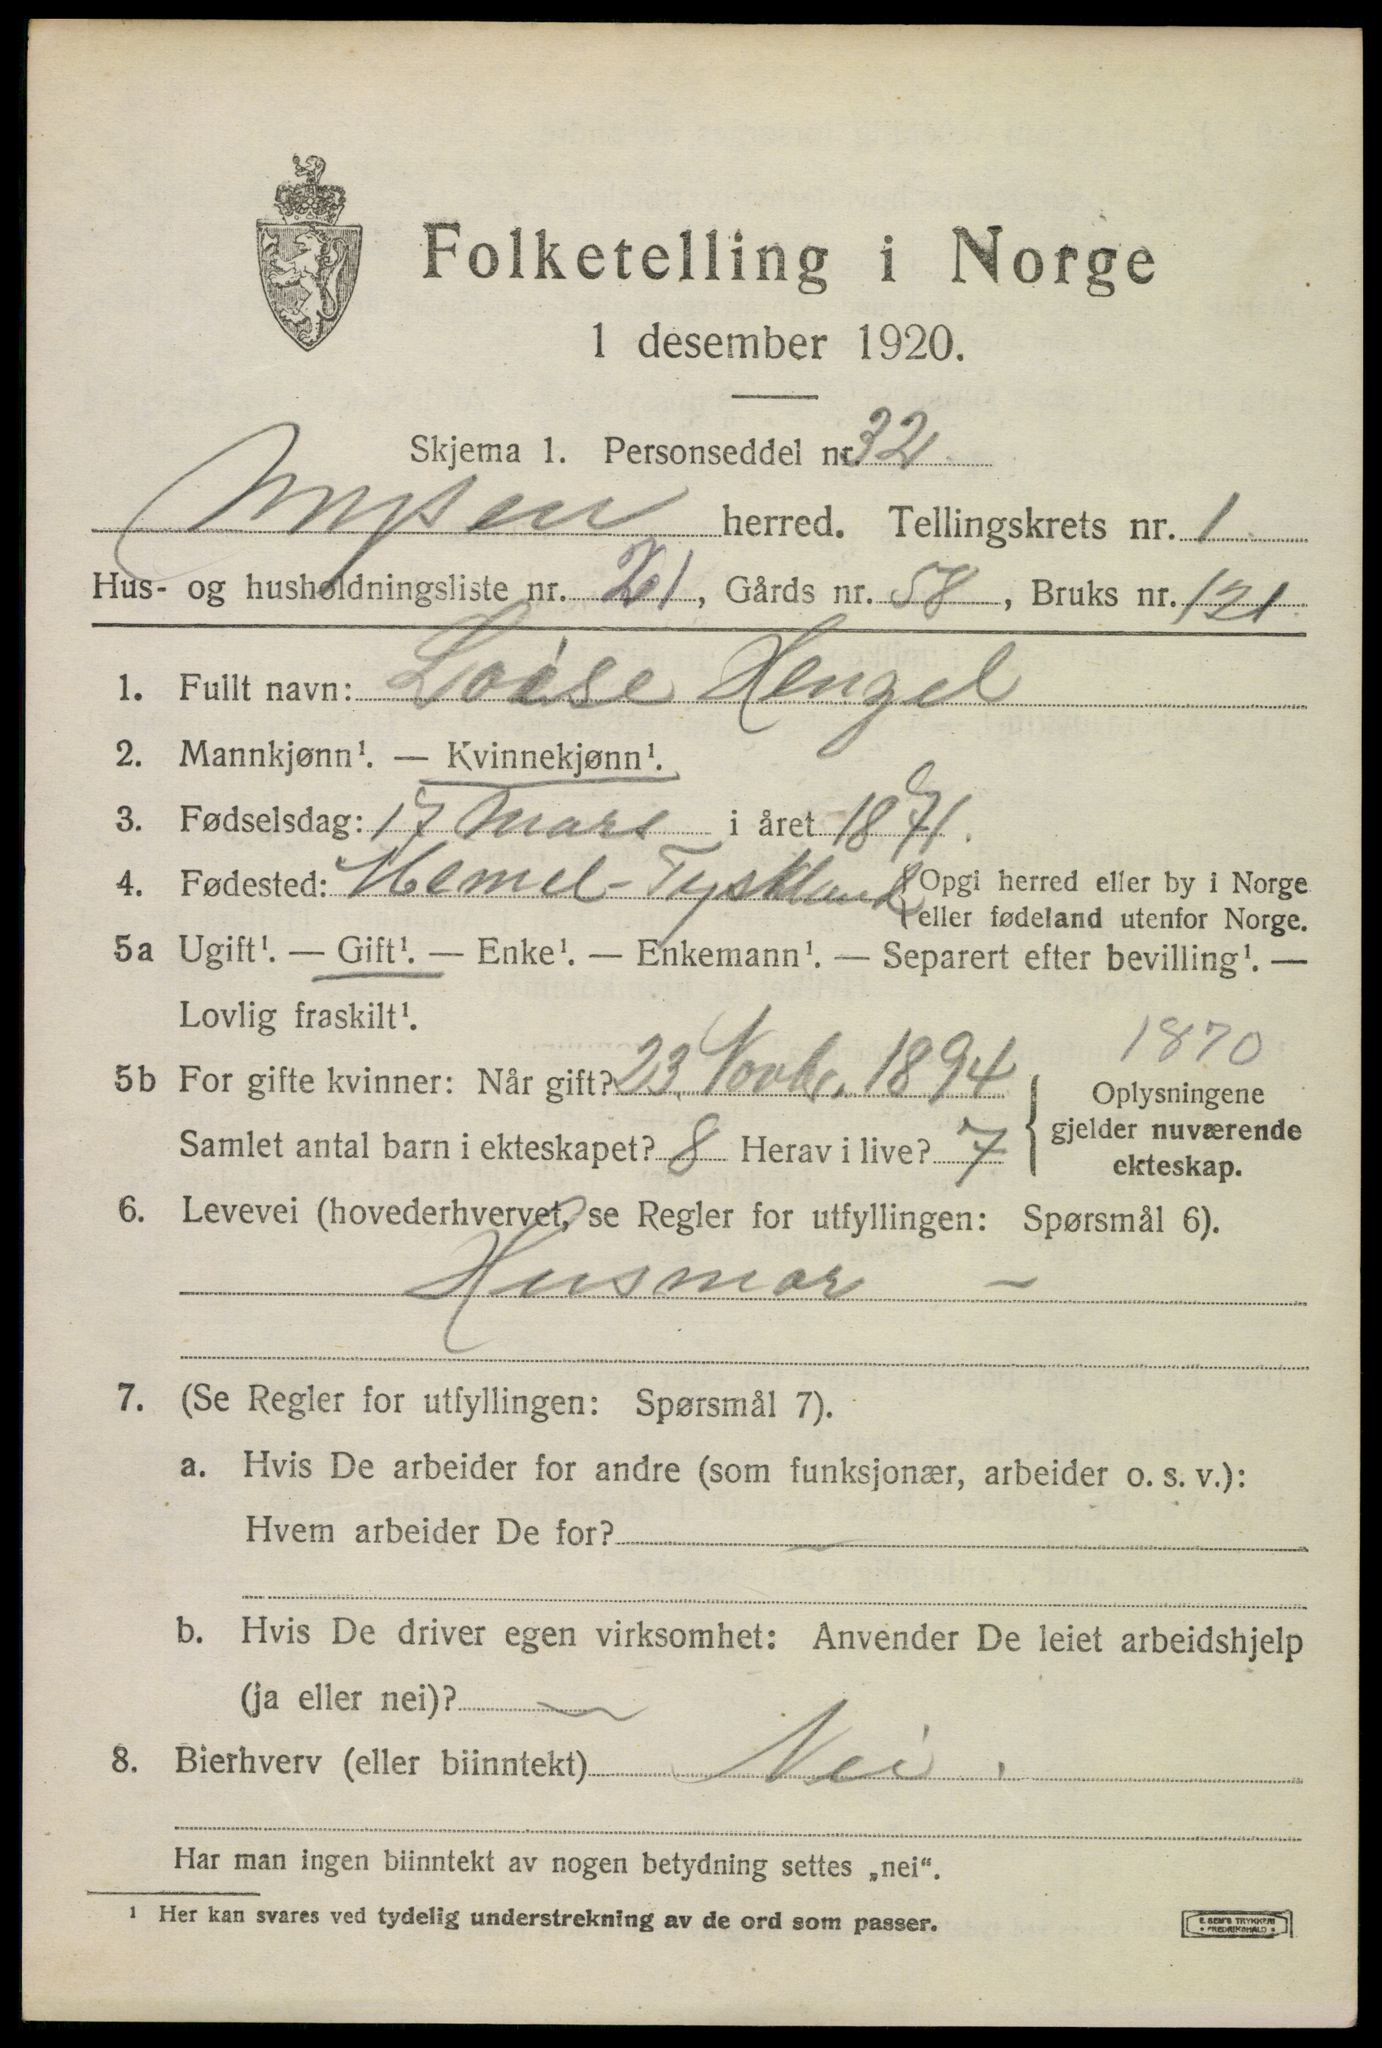 Folketelling i Norge
1 desember 1920.
Skjema 1. Personseddel nr. 32
Mysen herred. Tellingskrets nr. 1
Hus- og husholdningsliste nr. 21, Gårds nr. 58, Bruks nr. 121
1. Fullt navn: Loise Hengel
2. Mannkjønn¹. — Kvinnekjønn¹.
3. Fødselsdag: 17 Mars i året 1871.
4. Fødested: Memel - Tyskland { Opgi herred eller by i Norge
eller fødeland utenfor Norge.
5a Ugift¹. — Gift¹. — Enke¹. — Enkemann¹. — Separert efter bevilling¹. —
Lovlig fraskilt¹.
1870
5b For gifte kvinner: Når gift? 23 Novbr. 1894 { Oplysningene
gjelder nuværende
ekteskap.
Samlet antal barn i ekteskapet? 8 Herav i live? 7
6. Levevei (hovederhvervet, se Regler for utfyllingen: Spørsmål 6).
Husmor —
7. (Se Regler for utfyllingen: Spørsmål 7).
a. Hvis De arbeider for andre (som funksjonær, arbeider o. s. v.):
Hvem arbeider De for? —
b. Hvis De driver egen virksomhet: Anvender De leiet arbeidshjelp
(ja eller nei)? —
8. Bierhverv (eller biinntekt) Nei.
Har man ingen biinntekt av nogen betydning settes „nei“.
¹ Her kan svares ved tydelig understrekning av de ord som passer.
E. SEM'S TRYKKERI
• FREDRIKSHALD •